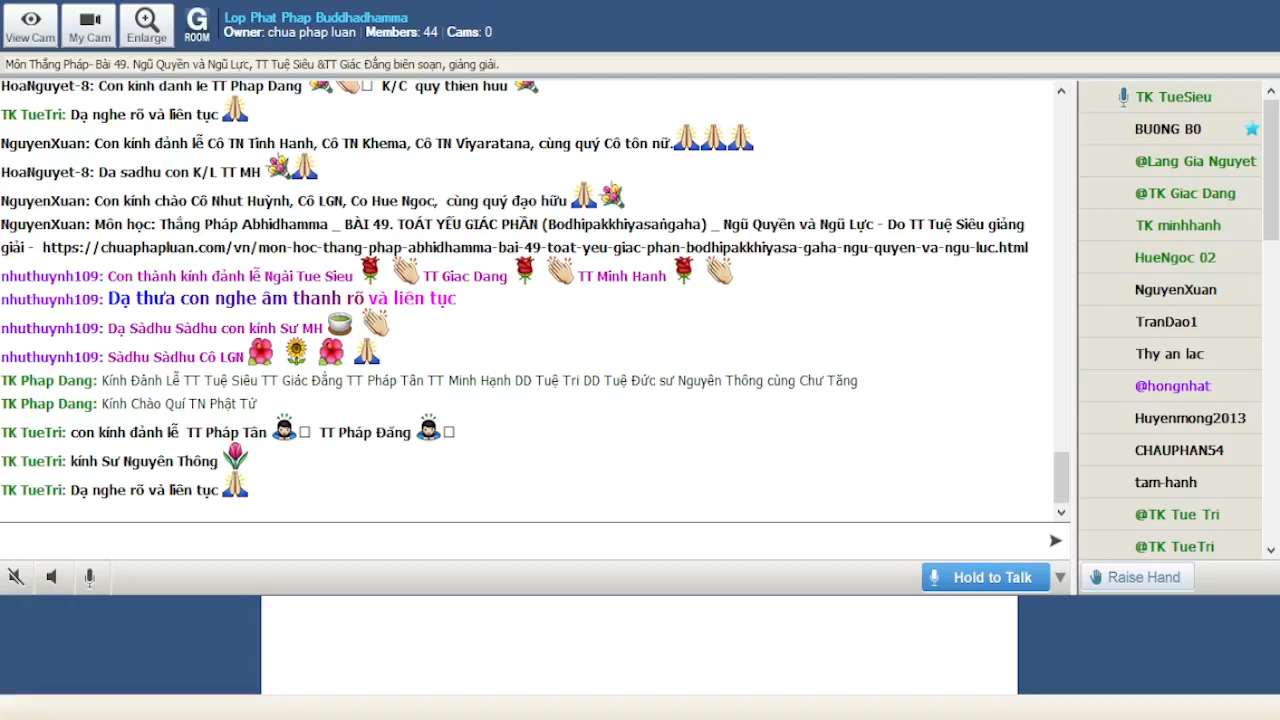 Lop Phat Phap Buddhadhamma
Owner: chua phap luan | Members: 44 | Cams: 0
View Cam
My Cam
Enlarge
G ROOM
Môn Thắng Pháp- Bài 49. Ngũ Quyền và Ngũ Lực, TT Tuệ Siêu &TT Giác Đẳng biên soạn, giảng giải.
HoaNguyet-8: Con kinh danh le TT Phap Dang K/C quy thien huu
TK TueTri: Dạ nghe rõ và liên tục
NguyenXuan: Con kính đảnh lễ Cô TN Tinh Hanh, Cô TN Khema, Cô TN Viyaratana, cùng quý Cô tôn nữ.
HoaNguyet-8: Da sadhu con K/L TT MH
NguyenXuan: Con kính chào Cô Nhut Huỳnh, Cô LGN, Co Hue Ngoc, cùng quý đạo hữu
NguyenXuan: Môn học: Thắng Pháp Abhidhamma _ BÀI 49. TOÁT YẾU GIÁC PHẦN (Bodhipakkhiyasaṅgaha) _ Ngũ Quyền và Ngũ Lực - Do TT Tuệ Siêu giảng
giải - https://chuaphapluan.com/vn/mon-hoc-thang-phap-abhidhamma-bai-49-toat-yeu-giac-phan-bodhipakkhiyasa-gaha-ngu-quyen-va-ngu-luc.html
nhuthuynh109: Con thành kính đảnh lễ Ngài Tue Sieu TT Giac Dang TT Minh Hanh
nhuthuynh109: Dạ thưa con nghe âm thanh rõ và liên tục
nhuthuynh109: Dạ Sàdhu Sàdhu con kính Sư MH
nhuthuynh109: Sàdhu Sàdhu Cô LGN
TK Phap Dang: Kính Đảnh Lễ TT Tuệ Siêu TT Giác Đẳng TT Pháp Tân TT Minh Hạnh DD Tuệ Tri DD Tuệ Đức sư Nguyên Thông cùng Chư Tăng
TK Phap Dang: Kính Chào Quí TN Phật Tử
TK TueTri: con kính đảnh lễ TT Pháp Tân TT Pháp Đăng
TK TueTri: kính Sư Nguyên Thông
TK TueTri: Dạ nghe rõ và liên tục
TK TueSieu
BU0NG B0
@Lang Gia Nguyet
@TK Giac Dang
TK minhhanh
HueNgoc 02
NguyenXuan
TranDao1
Thy an lac
@hongnhat
Huyenmong2013
CHAUPHAN54
tam-hanh
@TK Tue Tri
@TK TueTri
Hold to Talk
Raise Hand